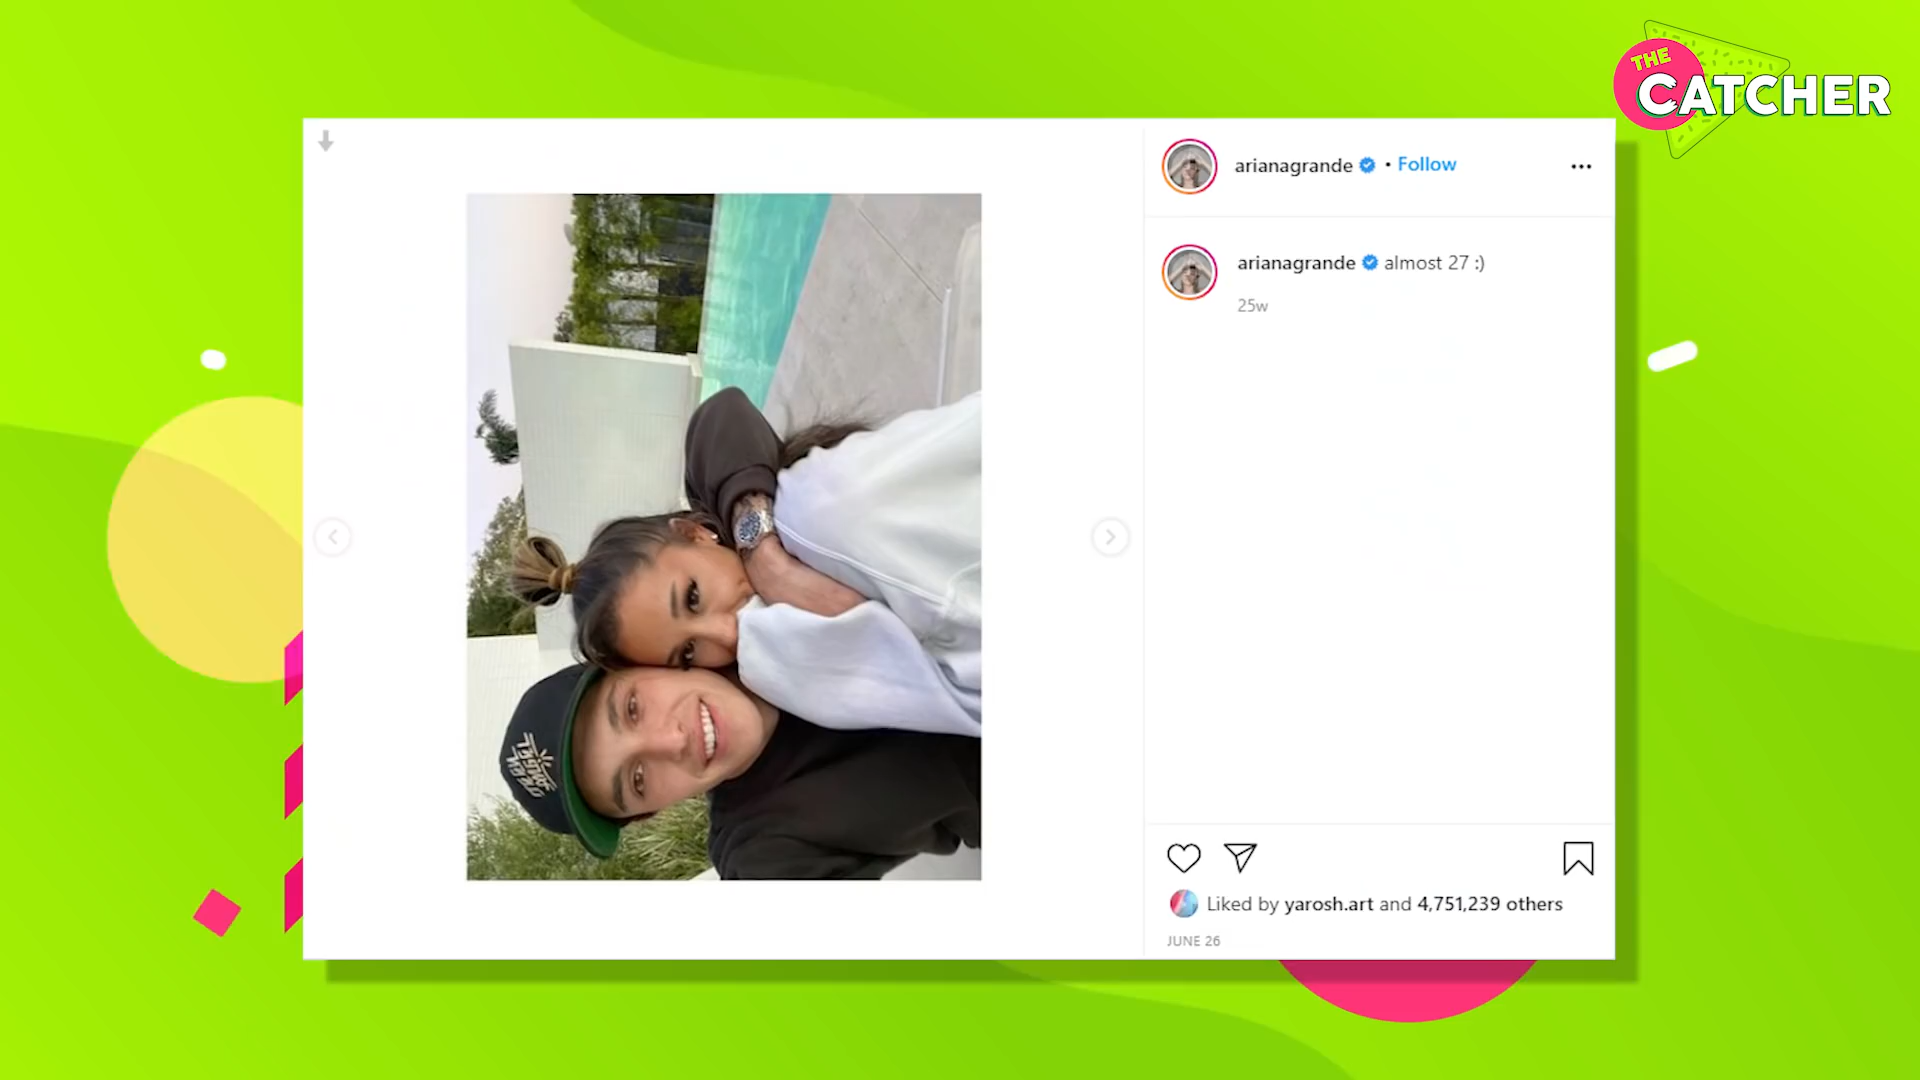 THE
CATCHER
arianagrande • Follow
arianagrande almost 27 :)
25w
Liked by yarosh.art and 4,751,239 others
JUNE 26